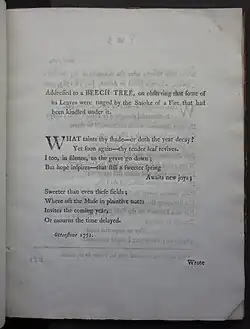 Addressed to a BEECH-TREE, on observing that some of
its Leaves were tinged by the Smoke of a Fire, that had
been kindled under it.
WHAT taints thy shade—or doth the year decay?
Yet soon again—thy tender leaf revives.
I too, in silence, to the grave go down;
But hope inspires—that still a sweeter spring
Awaits new joys;
Sweeter than even these fields;
Where oft the Muse in plaintive note
Invites the coming year,
Or mourns the time delayed.
Wrote